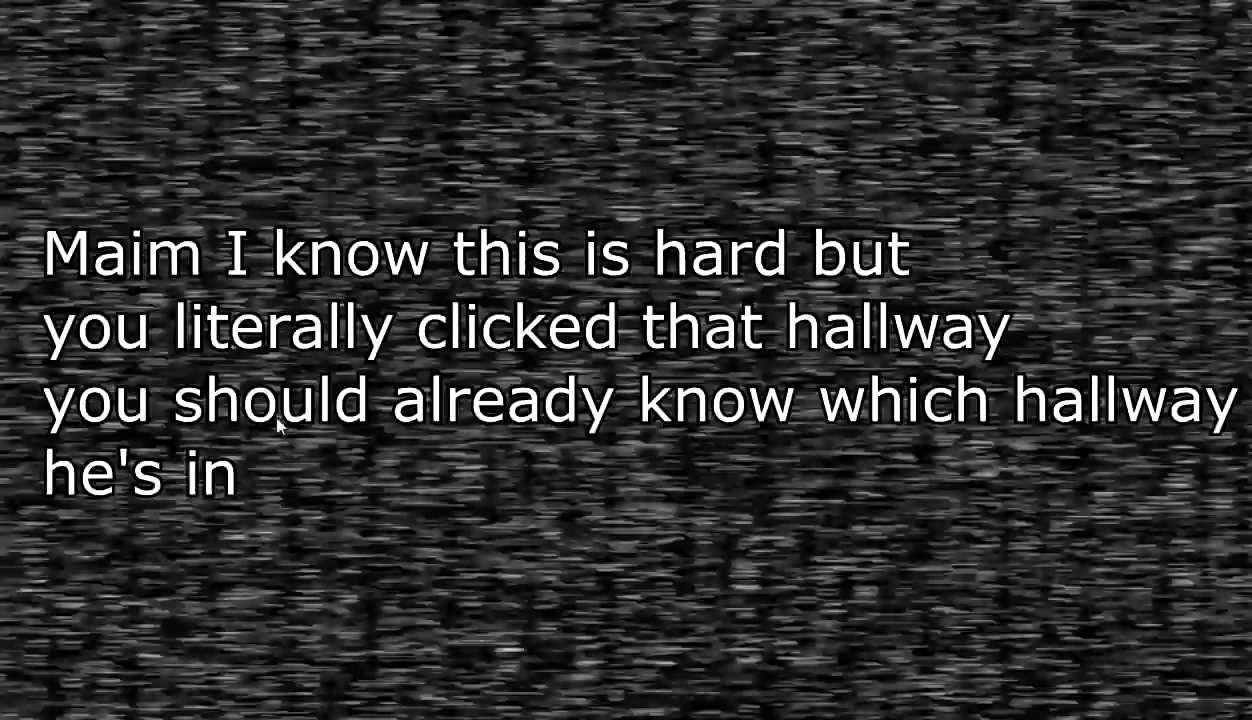 Maim I know this is hard but
you literally clicked that hallway
you should already know which hallway
he's in